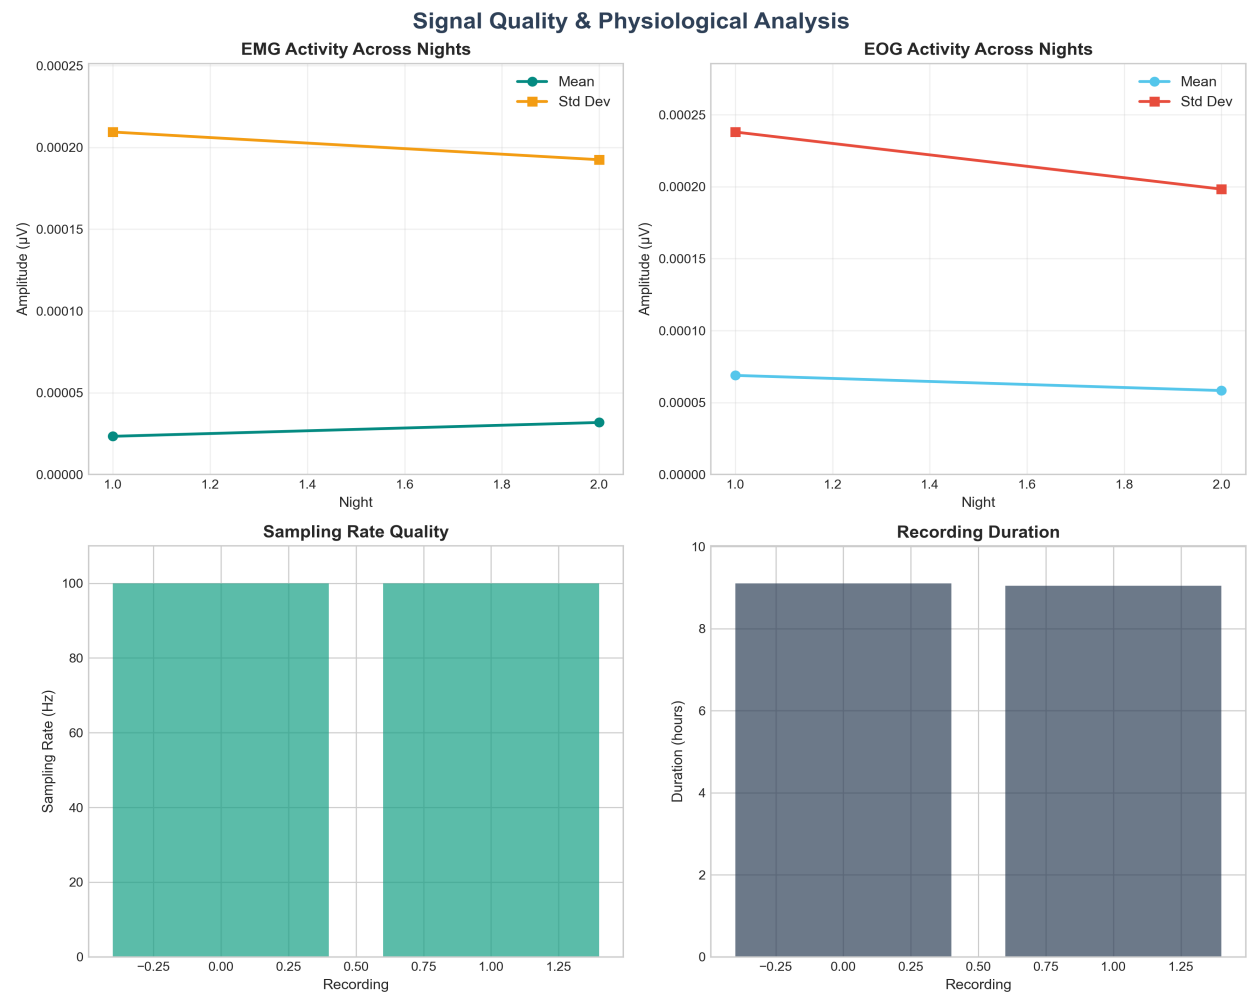 Signal Quality & Physiological Analysis
EMG Activity Across Nights
Mean
Std Dev
Amplitude (µV)
0.00025
0.00020
0.00015
0.00010
0.00005
0.00000
1.0 1.2 1.4 1.6 1.8 2.0
Night
EOG Activity Across Nights
Mean
Std Dev
Amplitude (µV)
0.00025
0.00020
0.00015
0.00010
0.00005
0.00000
1.0 1.2 1.4 1.6 1.8 2.0
Night
Sampling Rate Quality
Sampling Rate (Hz)
100
80
60
40
20
0
−0.25 0.00 0.25 0.50 0.75 1.00 1.25
Recording
Recording Duration
Duration (hours)
10
8
6
4
2
0
−0.25 0.00 0.25 0.50 0.75 1.00 1.25
Recording